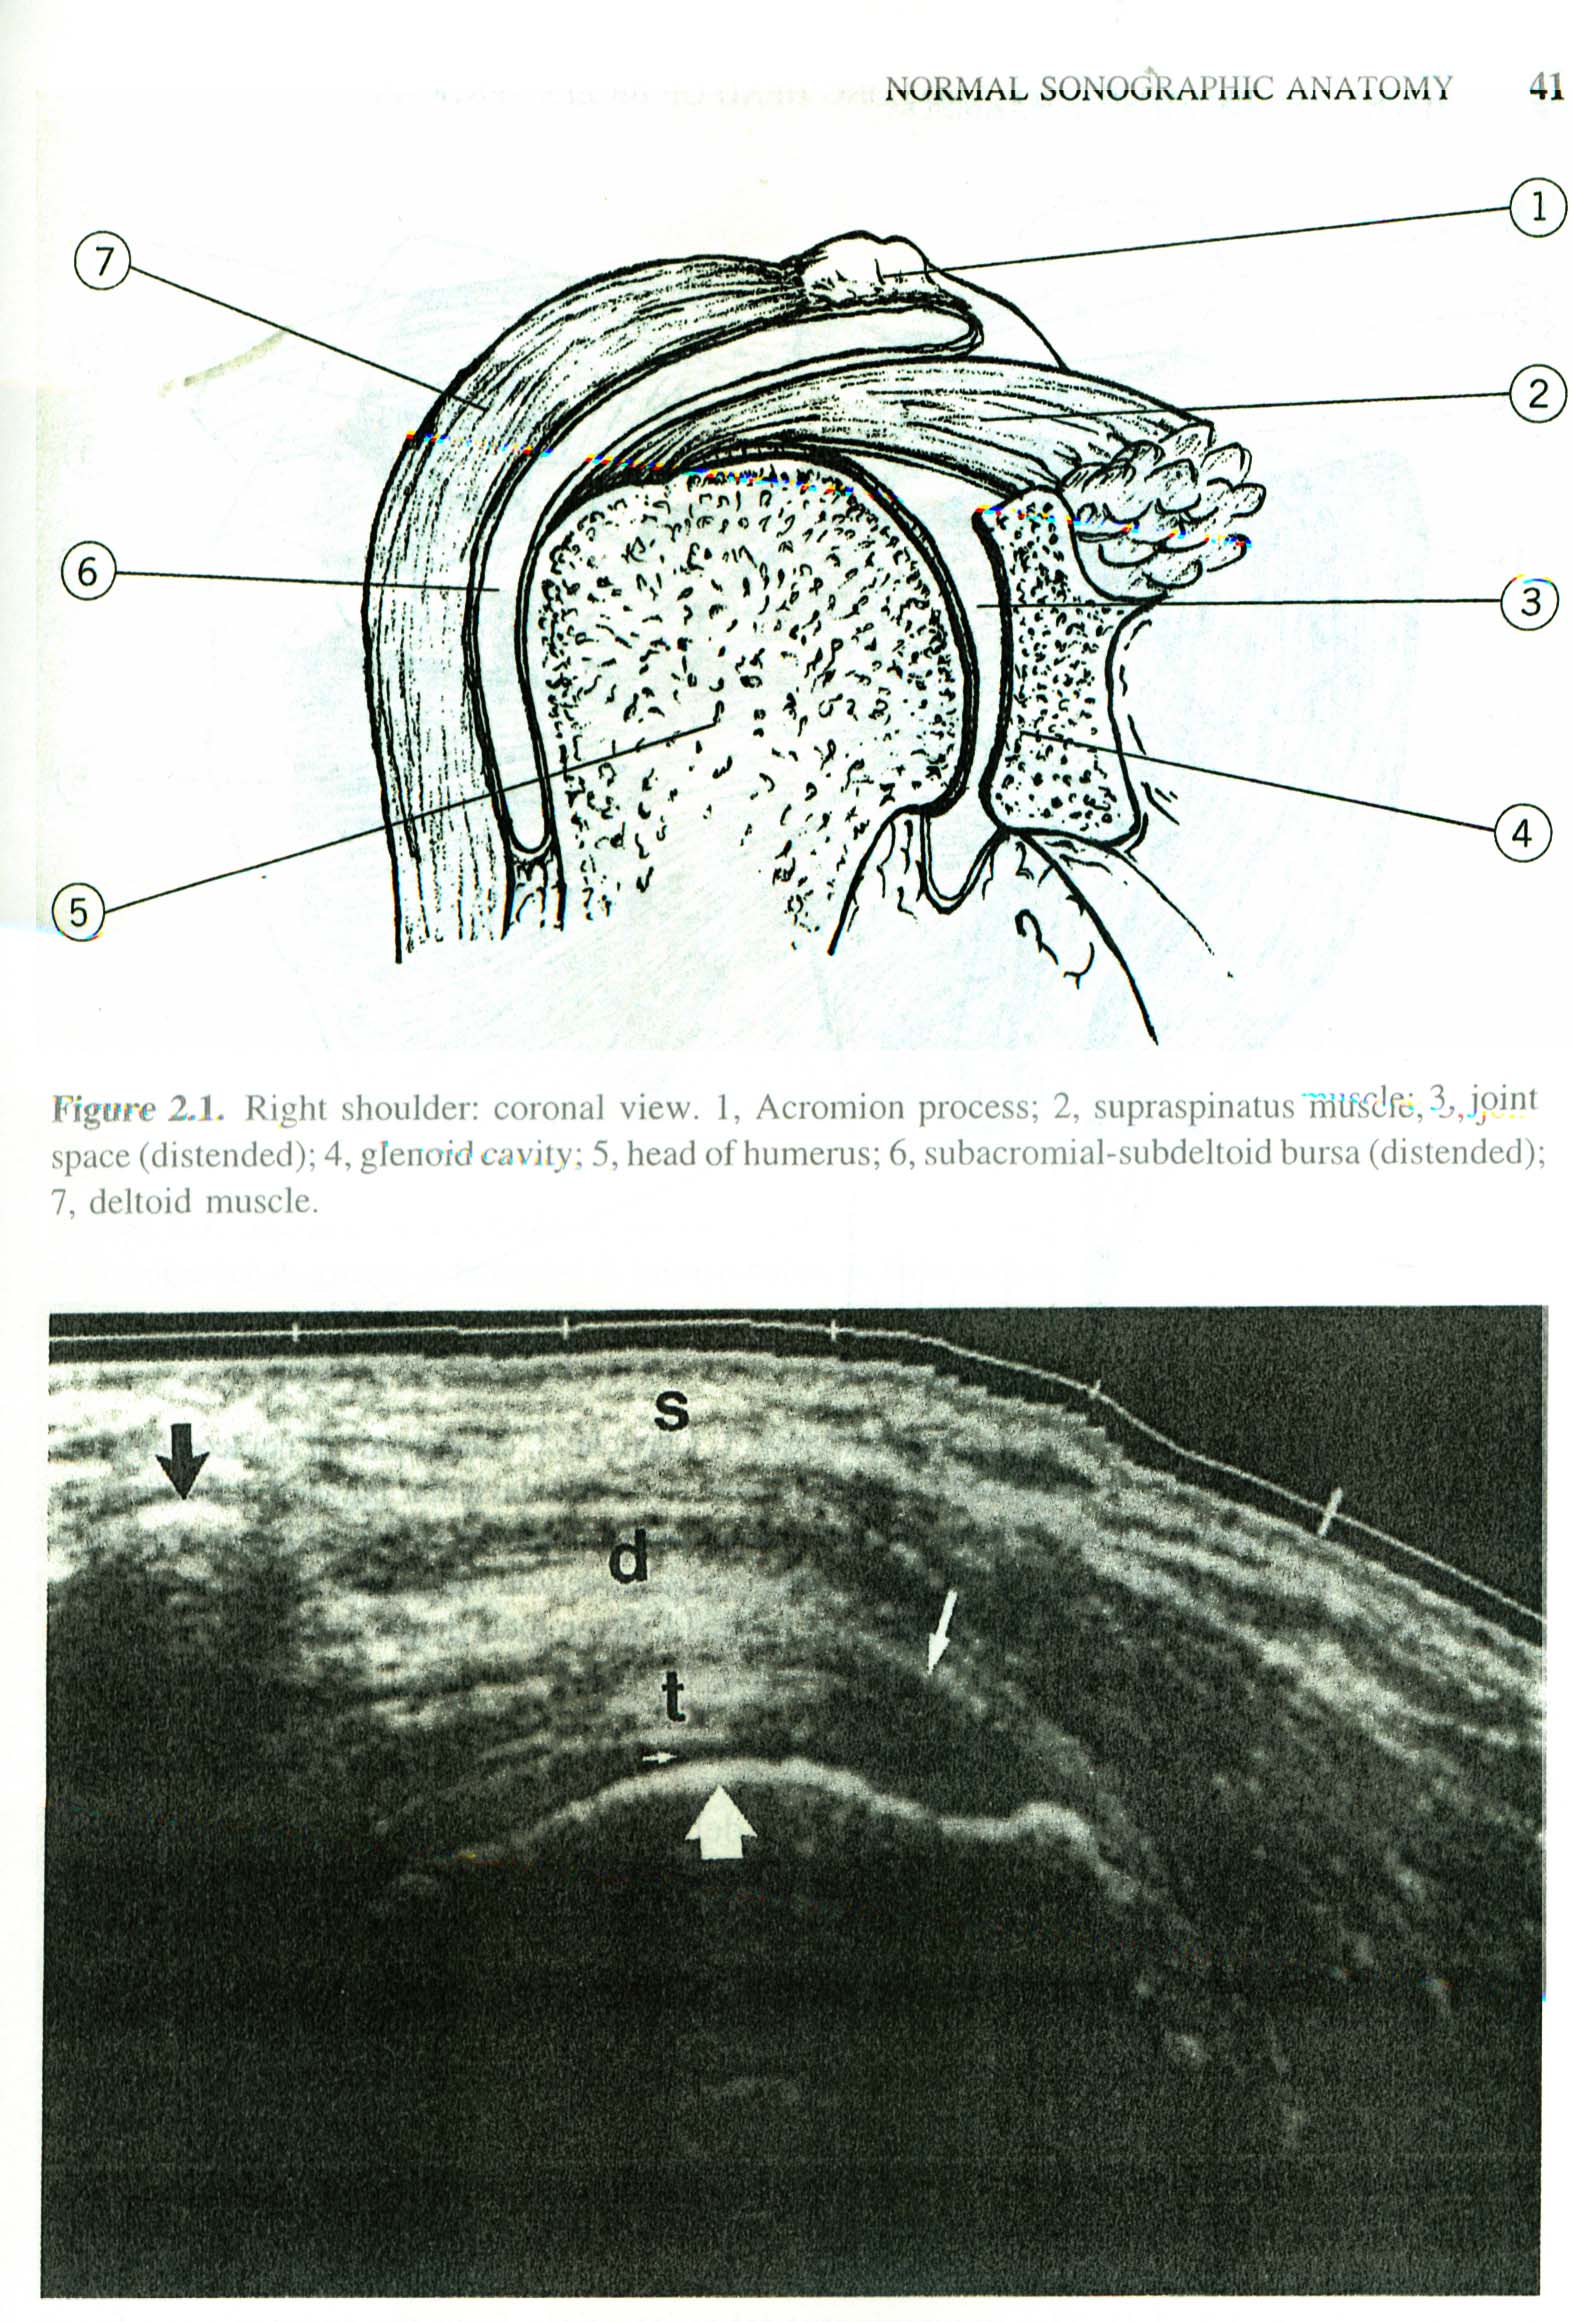 NORMAL SONOGRAPHIC ANATOMY 41
1
7
2
6
3
4
5
Figure 2.1. Right shoulder: coronal view. 1, Acromion process; 2, supraspinatus muscle; 3, joint
space (distended); 4, glenoid cavity; 5, head of humerus; 6, subacromial-subdeltoid bursa (distended);
7, deltoid muscle.
s
d
t